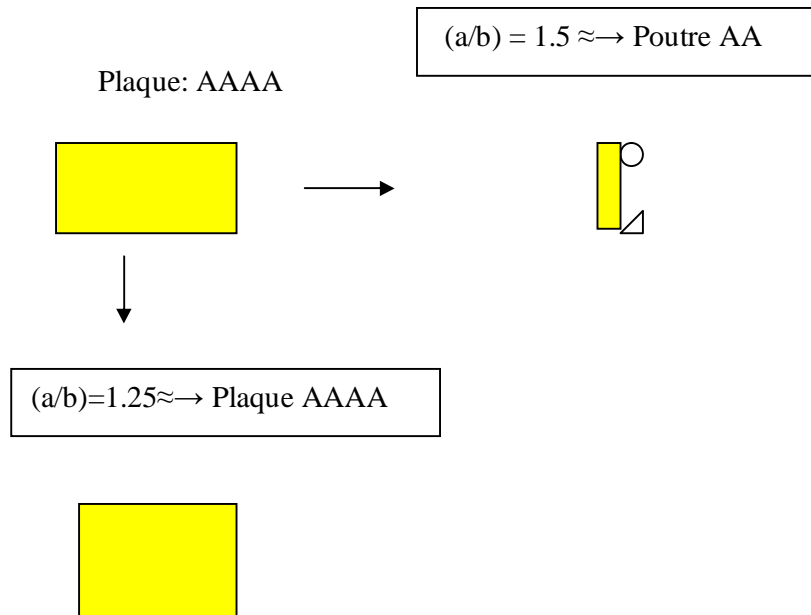 (a/b) = 1.5 ≈→ Poutre AA
Plaque: AAAA
(a/b)=1.25≈→ Plaque AAAA